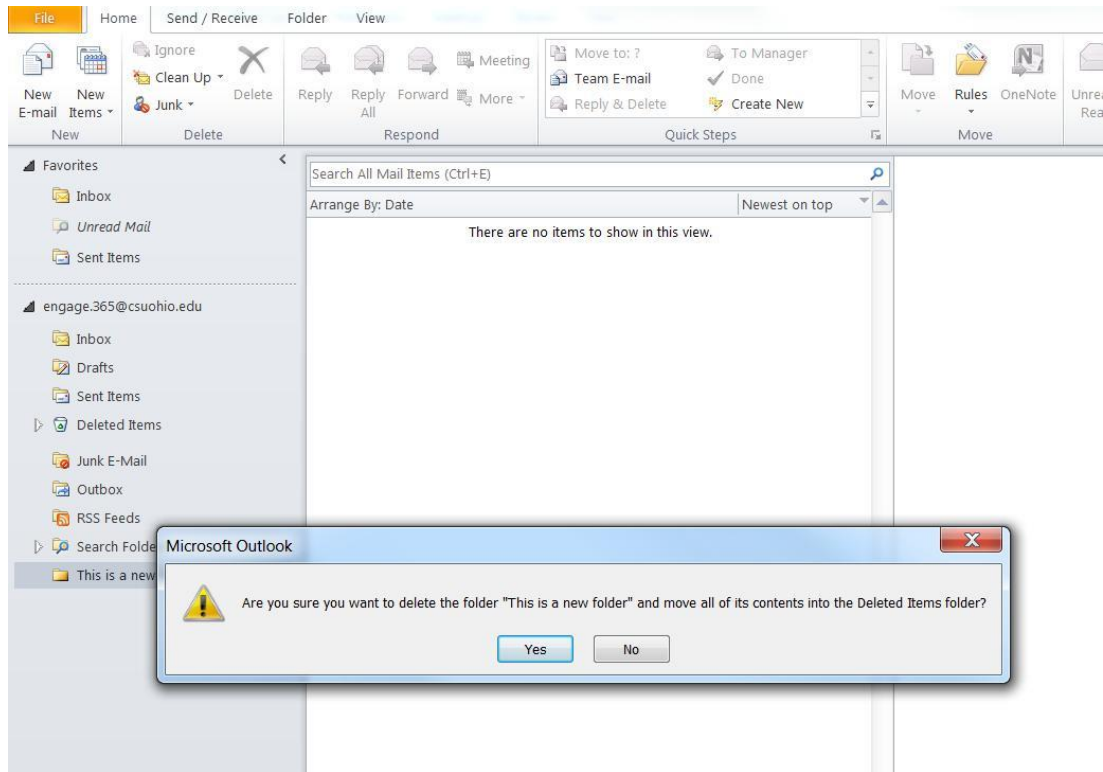 File Home Send / Receive Folder View
Ignore
Clean Up
Junk
New E-mail
New Items
Delete
Reply
Reply All
Forward
Meeting
More
Move to: ?
Team E-mail
Reply & Delete
To Manager
Done
Create New
Move
Rules
OneNote
Unrea
Rea
New Delete Respond Quick Steps Move
Favorites
Inbox
Unread Mail
Sent Items
engage.365@csuohio.edu
Inbox
Drafts
Sent Items
Deleted Items
Junk E-Mail
Outbox
RSS Feeds
Search Folde
This is a new
Search All Mail Items (Ctrl+E)
Arrange By: Date Newest on top
There are no items to show in this view.
Microsoft Outlook
Are you sure you want to delete the folder "This is a new folder" and move all of its contents into the Deleted Items folder?
Yes No